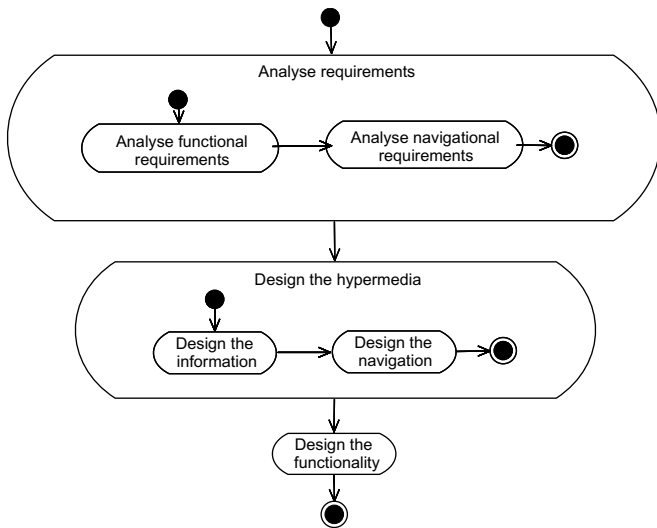 Analyse requirements
Analyse functional
requirements
Analyse navigational
requirements
Design the hypermedia
Design the
information
Design the
navigation
Design the
functionality